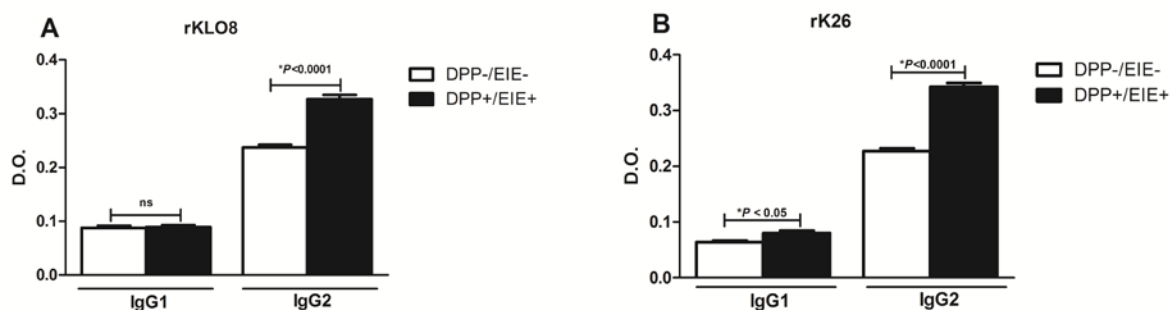 A
rKLO8
D.O.
0.4
0.3
0.2
0.1
0.0
*P<0.0001
ns
IgG1
IgG2
DPP-/EIE-
DPP+/EIE+
B
rK26
D.O.
0.4
0.3
0.2
0.1
0.0
*P<0.0001
*P < 0.05
IgG1
IgG2
DPP-/EIE-
DPP+/EIE+